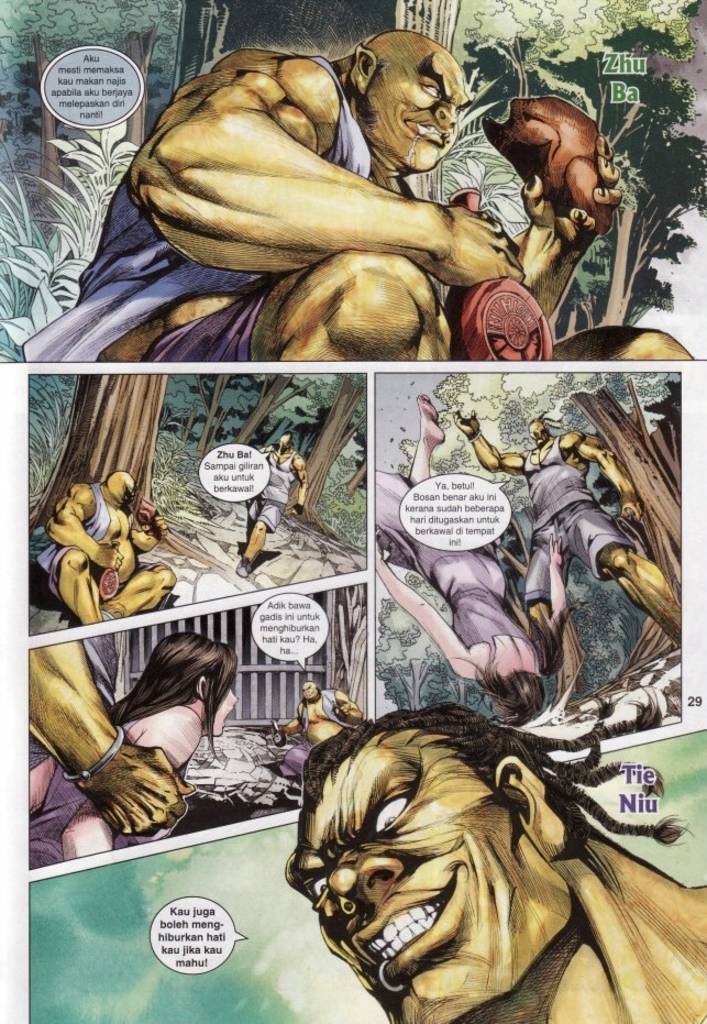 Aku
mesti memaksa
kau makan najis
apabila aku berjaya
melepaskan diri
nanti!
Zhu
Ba
Zhu Ba!
Sampai giliran
aku untuk
berkawal!
Ya, betul!
Bosan benar aku ini
kerana sudah beberapa
hari ditugaskan untuk
berkawal di tempat
ini!
Adik bawa
gadis ini untuk
menghiburkan
hati kau? Ha,
ha...
29
Tie
Niu
Kau juga
boleh meng-
hiburkan hati
kau jika kau
mahu!